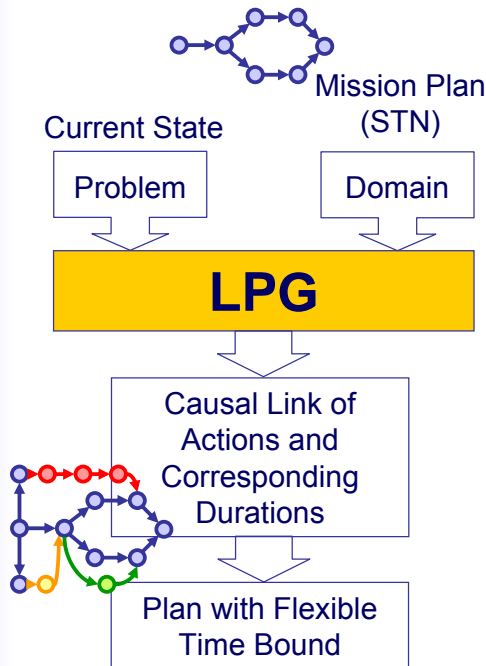 Mission Plan
(STN)
Current State
Problem
Domain
LPG
Causal Link of
Actions and
Corresponding
Durations
Plan with Flexible
Time Bound